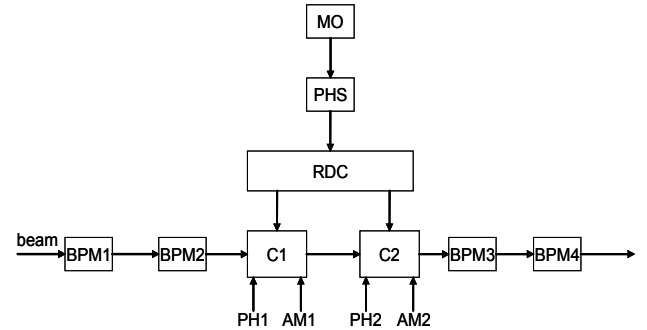 MO
PHS
RDC
beam
BPM1
BPM2
C1
C2
BPM3
BPM4
PH1
AM1
PH2
AM2